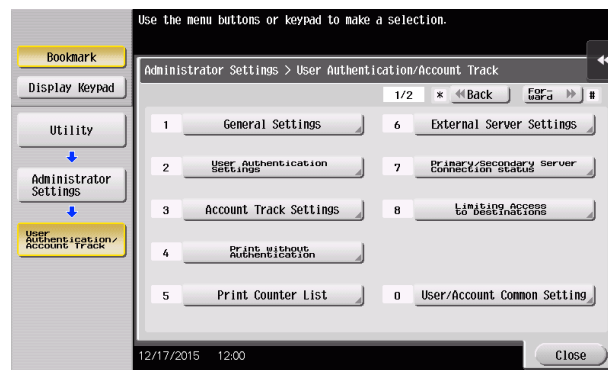 Use the menu buttons or keypad to make a selection.
Bookmark
Display Keypad
Utility
Administrator
Settings
User
Authentication/
Account Track
Administrator Settings > User Authentication/Account Track
1/2 * Back For-
ward #
1 General Settings
2 User Authentication
Settings
3 Account Track Settings
4 Print without
Authentication
5 Print Counter List
6 External Server Settings
7 Primary/Secondary Server
Connection status
8 Limiting Access
to Destinations
0 User/Account Common Setting
12/17/2015 12:00
Close